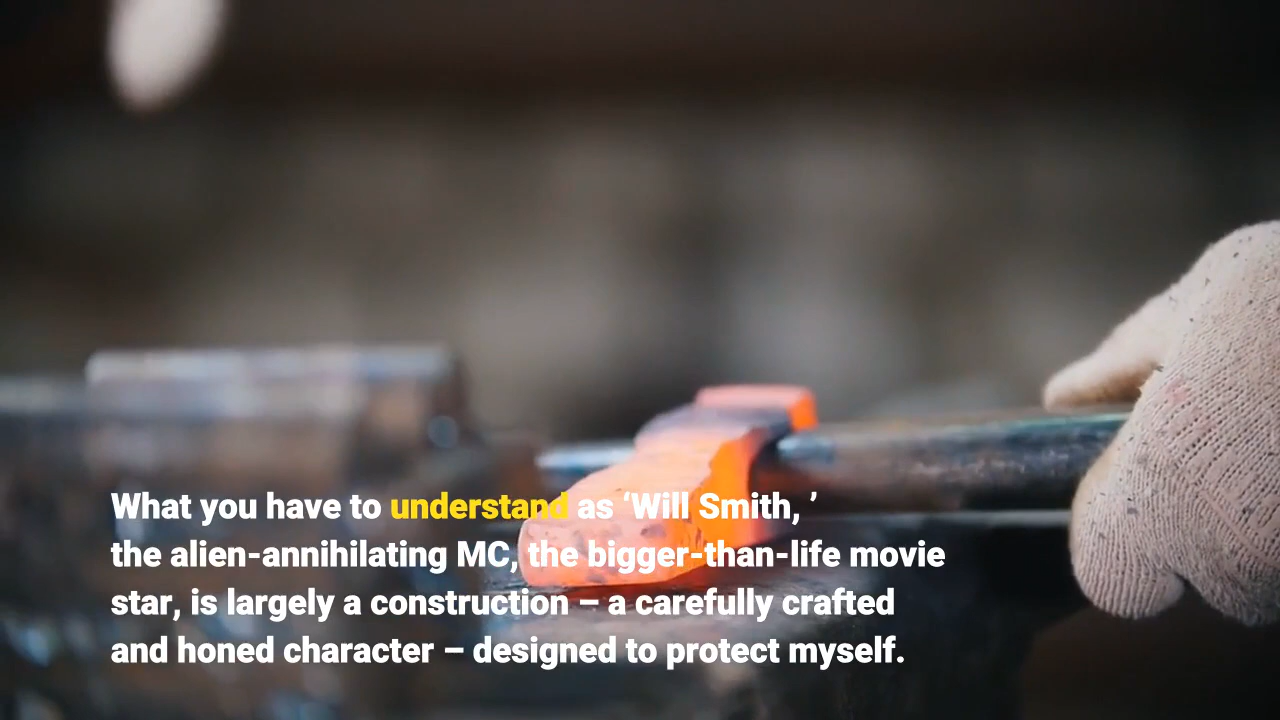 What you have to understand as ‘Will Smith, ’
the alien-annihilating MC, the bigger-than-life movie
star, is largely a construction – a carefully crafted
and honed character – designed to protect myself.